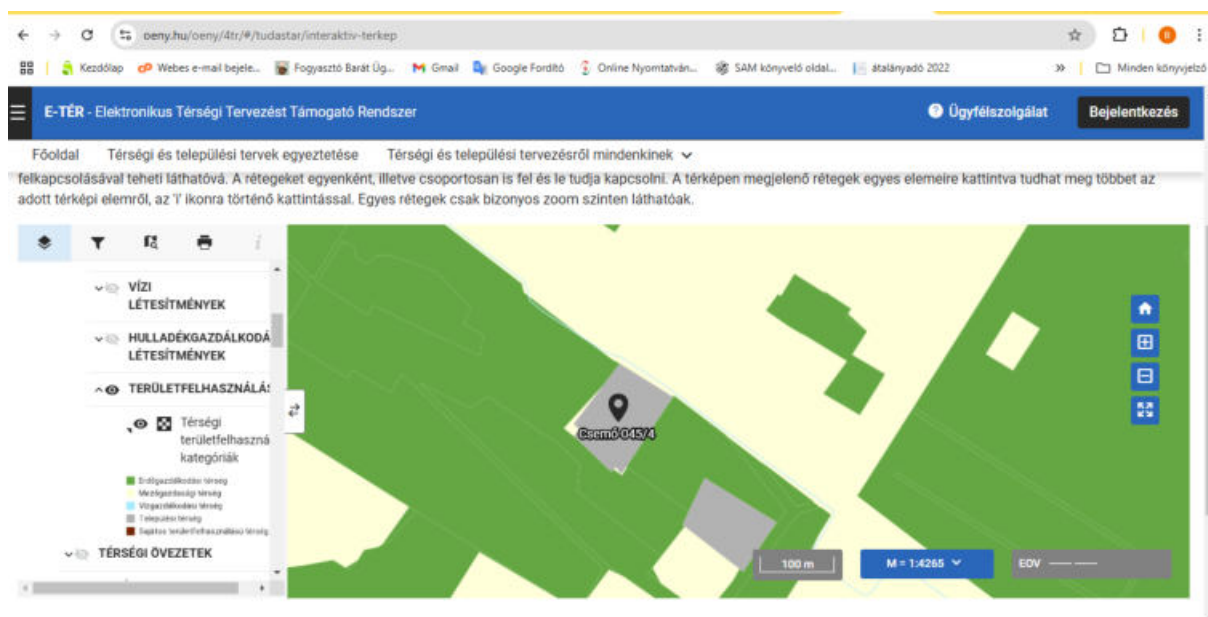 oeny.hu/oeny/4tr/#/tudastar/interaktiv-terkep
Kezdőlap Webes e-mail bejele... Fogyasztó Barát Üg... Gmail Google Fordító Online Nyomtatván... SAM könyvelő oldal... átalányadó 2022 » Minden könyvjelző
E-TÉR - Elektronikus Térségi Tervezést Támogató Rendszer Ügyfélszolgálat Bejelentkezés
Főoldal Térségi és települési tervek egyeztetése Térségi és települési tervezésről mindenkinek
felkapcsolásával teheti láthatóvá. A rétegeket egyenként, illetve csoportosan is fel és le tudja kapcsolni. A térképen megjelenő rétegek egyes elemeire kattintva tudhat meg többet az
adott térképi elemről, az 'i' ikonra történő kattintással. Egyes rétegek csak bizonyos zoom szinten láthatóak.
VÍZI
LÉTESÍTMÉNYEK
HULLADÉKGAZDÁLKODÁ
LÉTESÍTMÉNYEK
TERÜLETFELHASZNÁLÁS
Térségi
területfelhaszná
kategóriák
Erdőgazdálkodási térség
Mezőgazdasági térség
Vízgazdálkodási térség
Települési térség
Sajátos területfelhasználású térség
TÉRSÉGI ÖVEZETEK
Csemő 045/4
100 m
M = 1:4265
EOV